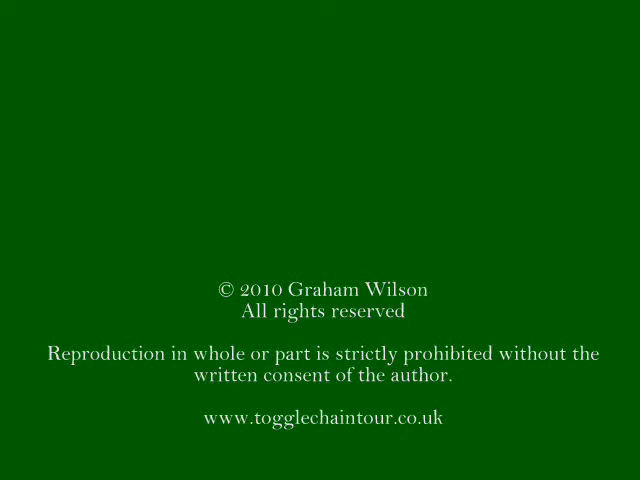 © 2010 Graham Wilson
All rights reserved
Reproduction in whole or part is strictly prohibited without the
written consent of the author.
www.togglechaintour.co.uk